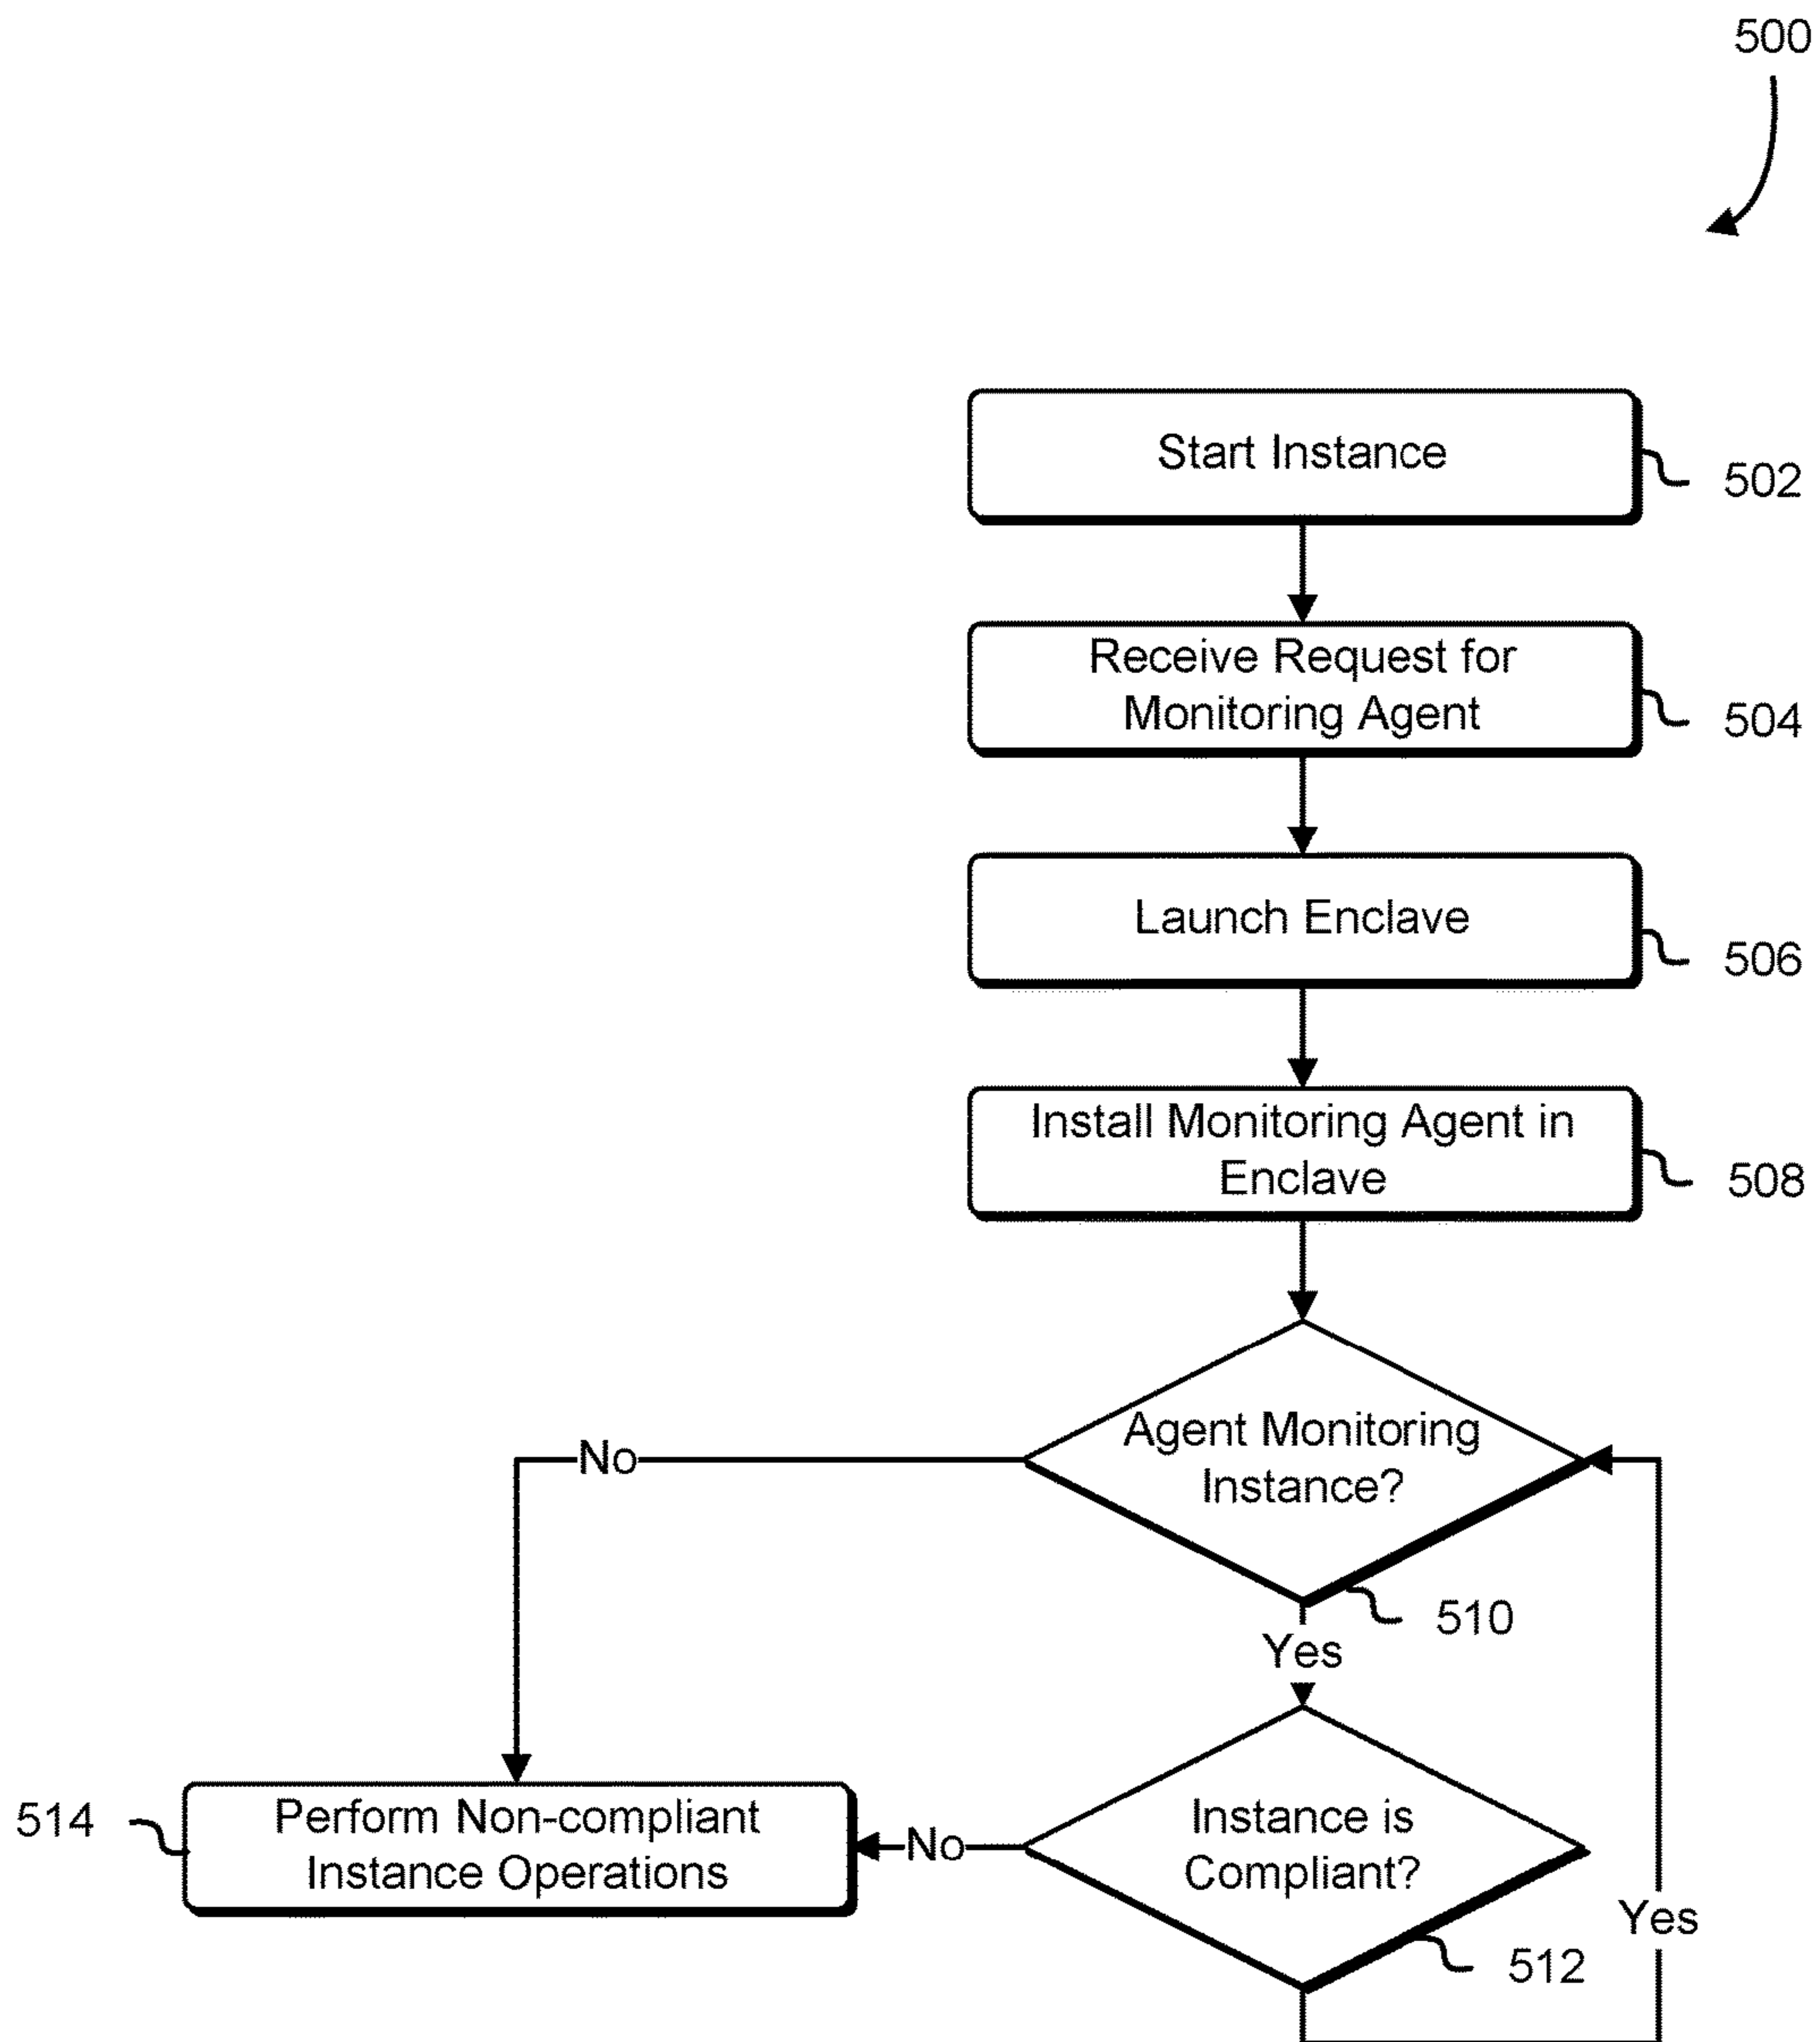 500
Start Instance
502
Receive Request for
Monitoring Agent
504
Launch Enclave
506
Install Monitoring Agent in
Enclave
508
Agent Monitoring
Instance?
No
510
Yes
514
Perform Non-compliant
Instance Operations
No
Instance is
Compliant?
Yes
512